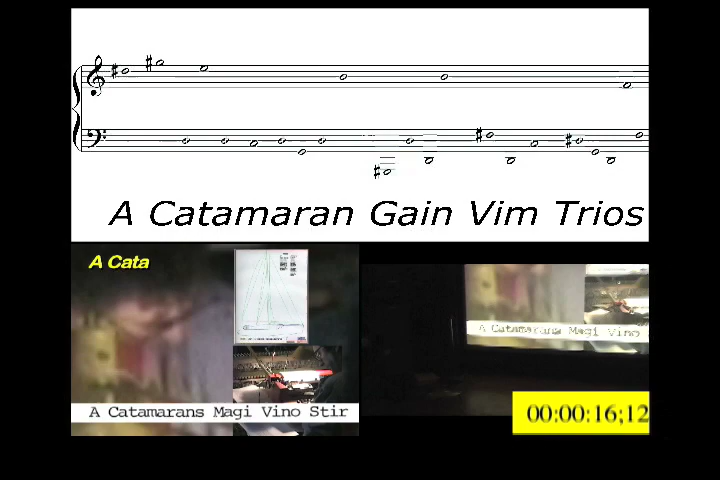 A Catamaran Gain Vim Trios
A Cata
A Catamarans Magi Vino Stir
A Catamarans Magi Vino
00:00:16;12